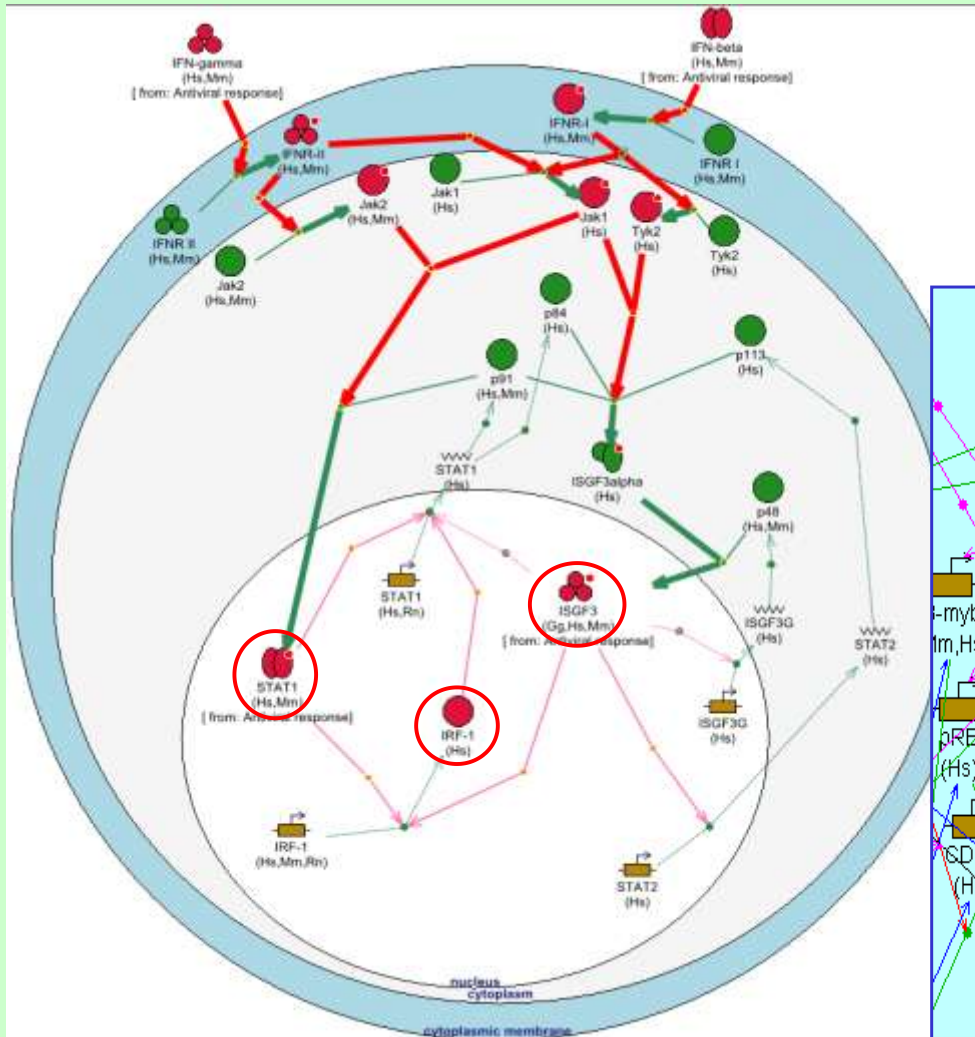 IFN-gamma
(Hs,Mm)
[ from: Antiviral response]
IFN-beta
(Hs,Mm)
[ from: Antiviral response]
IFNR-II
(Hs,Mm)
IFNR-I
(Hs,Mm)
IFNR I
(Hs,Mm)
IFNR II
(Hs,Mm)
Jak2
(Hs,Mm)
Jak1
(Hs)
Jak1
(Hs)
Tyk2
(Hs)
Tyk2
(Hs)
Jak2
(Hs,Mm)
p84
(Hs)
p91
(Hs,Mm)
p113
(Hs)
STAT1
(Hs)
ISGF3alpha
(Hs)
p48
(Hs,Mm)
STAT1
(Hs,Rn)
ISGF3
(Gg,Hs,Mm)
[ from: Antiviral response]
ISGF3G
(Hs)
STAT2
(Hs)
STAT1
(Hs,Mm)
[ from: Antiviral response]
IRF-1
(Hs)
ISGF3G
(Hs)
IRF-1
(Hs,Mm,Rn)
STAT2
(Hs)
nucleus
cytoplasm
cytoplasmic membrane
-myb
pRB
(Hs)